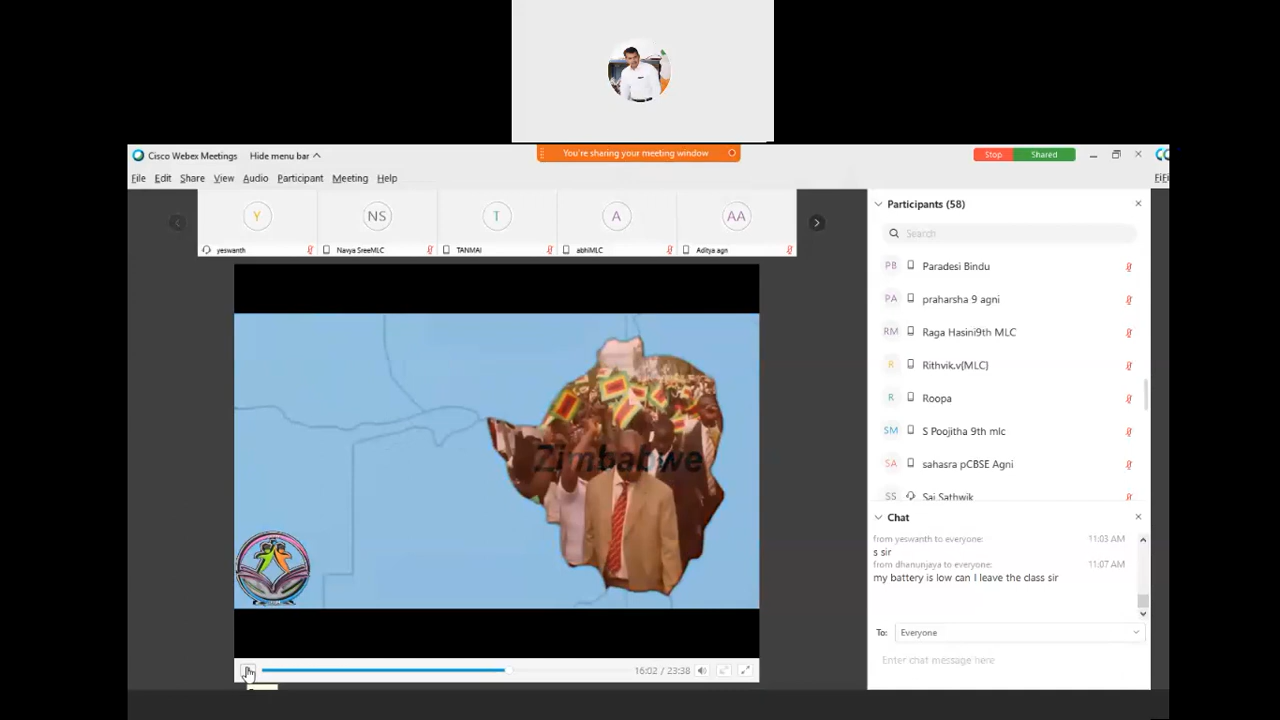 Cisco Webex Meetings Hide menu bar
You're sharing your meeting window
Stop Shared
File Edit Share View Audio Participant Meeting Help
Y NS T A AA
yeswanth Navya SreeMLC TANMAI abhiMLC Aditya agn
Zimbabwe
16:02 / 23:38
Participants (58)
Search
PB Paradesi Bindu
PA praharsha 9 agni
RM Raga Hasini9th MLC
R Rithvik.v(MLC)
R Roopa
SM S Poojitha 9th mlc
SA sahasra pCBSE Agni
SS Sai Sathwik
Chat
from yeswanth to everyone: 11:03 AM
s sir
from dhanunjaya to everyone: 11:07 AM
my battery is low can I leave the class sir
To: Everyone
Enter chat message here